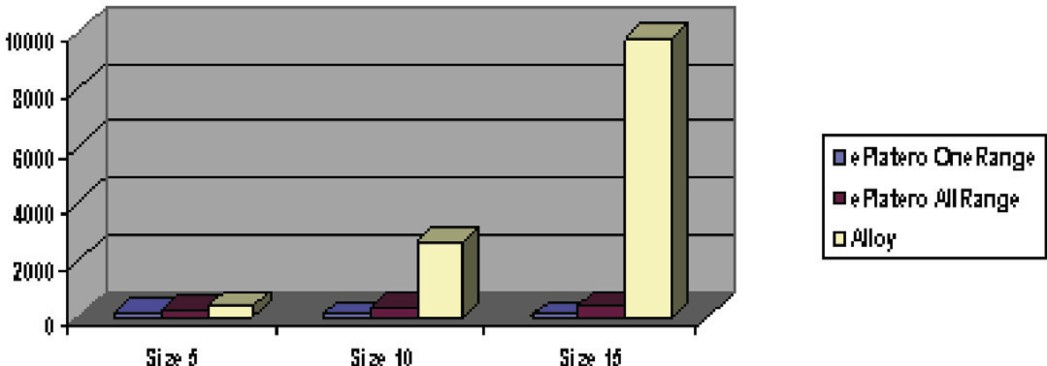 10000
8000
6000
4000
2000
0
Size 5
Size 10
Size 15
ePlatero One Range
ePlatero All Range
Alloy